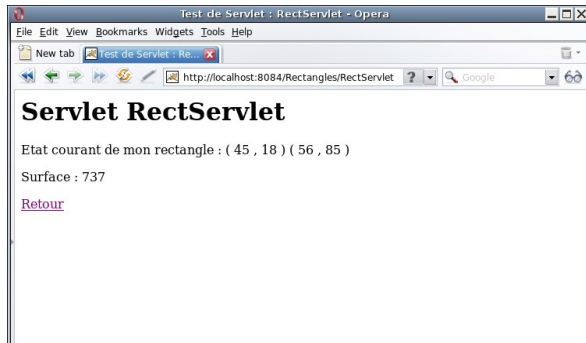 Test de Servlet : RectServlet - Opera
File Edit View Bookmarks Widgets Tools Help
New tab Test de Servlet : Re...
http://localhost:8084/Rectangles/RectServlet ? Google
Servlet RectServlet
Etat courant de mon rectangle : ( 45 , 18 ) ( 56 , 85 )
Surface : 737
Retour